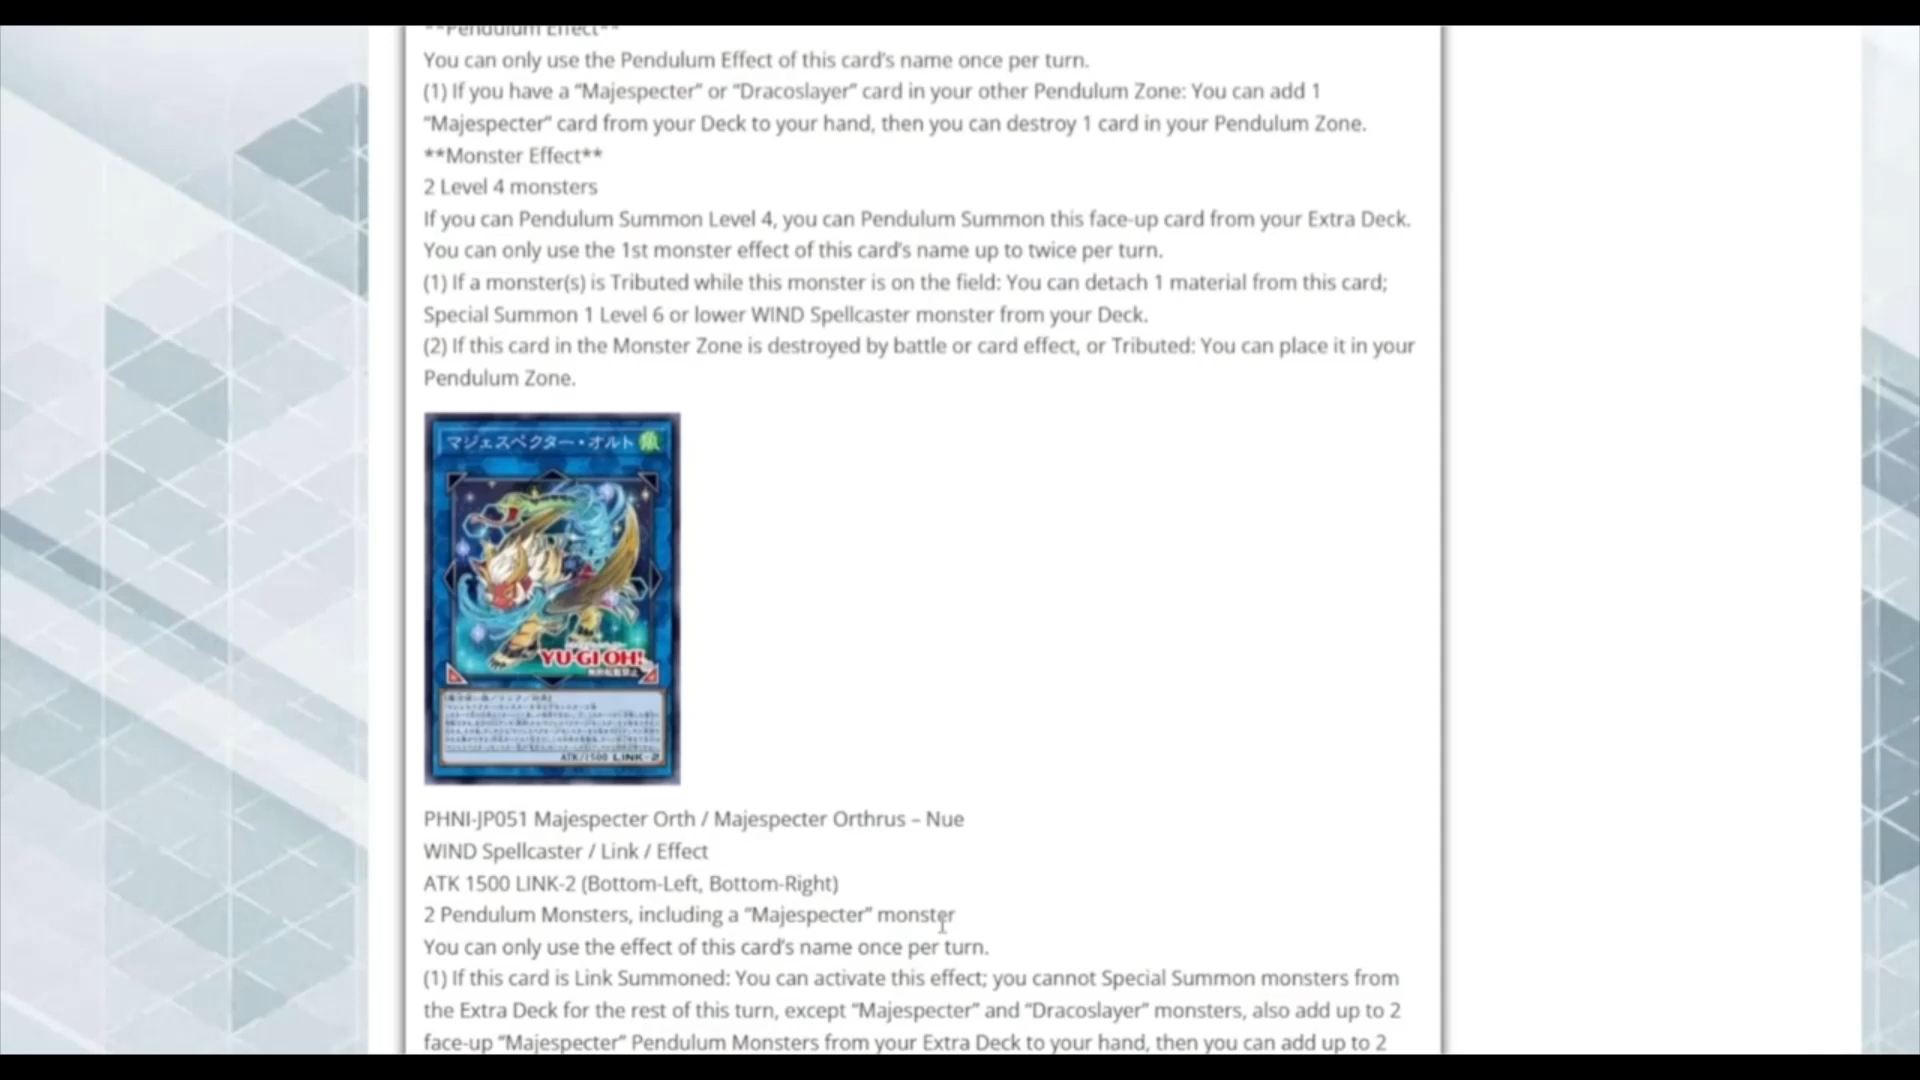 **Pendulum Effect**
You can only use the Pendulum Effect of this card’s name once per turn.
(1) If you have a “Majespecter” or “Dracoslayer” card in your other Pendulum Zone: You can add 1
“Majespecter” card from your Deck to your hand, then you can destroy 1 card in your Pendulum Zone.
**Monster Effect**
2 Level 4 monsters
If you can Pendulum Summon Level 4, you can Pendulum Summon this face-up card from your Extra Deck.
You can only use the 1st monster effect of this card’s name up to twice per turn.
(1) If a monster(s) is Tributed while this monster is on the field: You can detach 1 material from this card;
Special Summon 1 Level 6 or lower WIND Spellcaster monster from your Deck.
(2) If this card in the Monster Zone is destroyed by battle or card effect, or Tributed: You can place it in your
Pendulum Zone.
マジェスペクター・オルト
風
YU-GI-OH!
ATK/1500 LINK-2
PHNI-JP051 Majespecter Orth / Majespecter Orthrus – Nue
WIND Spellcaster / Link / Effect
ATK 1500 LINK-2 (Bottom-Left, Bottom-Right)
2 Pendulum Monsters, including a “Majespecter” monster
You can only use the effect of this card’s name once per turn.
(1) If this card is Link Summoned: You can activate this effect; you cannot Special Summon monsters from
the Extra Deck for the rest of this turn, except “Majespecter” and “Dracoslayer” monsters, also add up to 2
face-up “Majespecter” Pendulum Monsters from your Extra Deck to your hand, then you can add up to 2